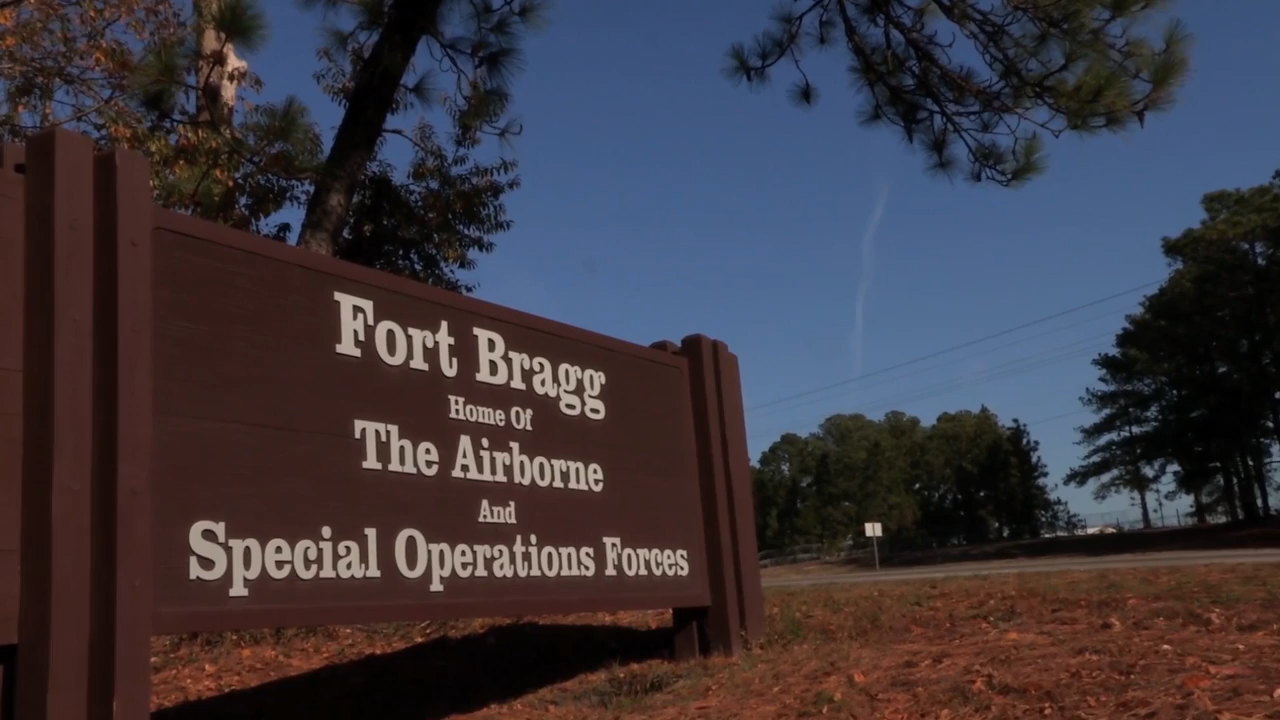 Fort Bragg
Home Of
The Airborne
And
Special Operations Forces